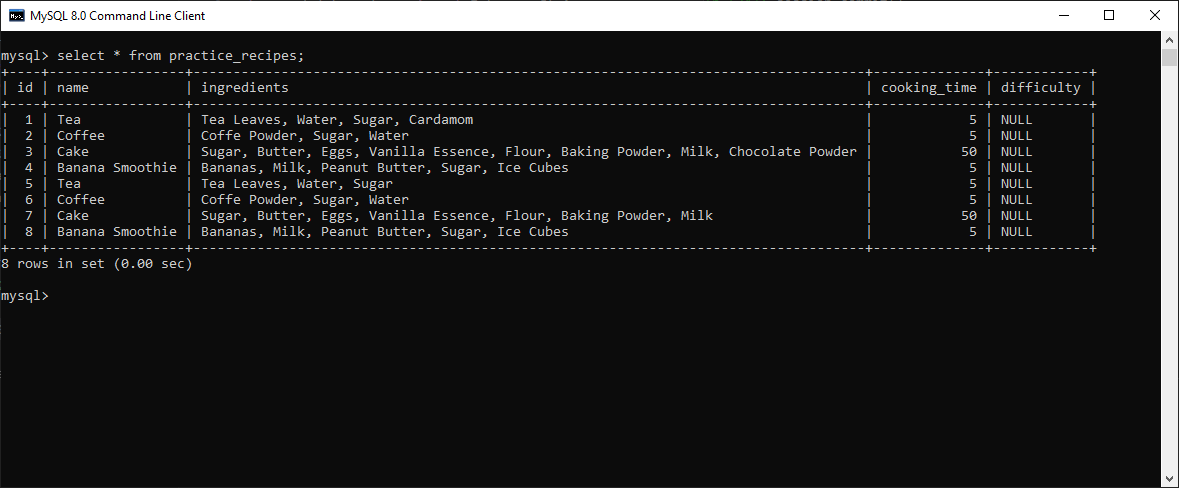 MySQL 8.0 Command Line Client
mysql> select * from practice_recipes;
+----+-----------------+----------------------------------------------------------------------------------+--------------+------------+
| id | name            | ingredients                                                                      | cooking_time | difficulty |
+----+-----------------+----------------------------------------------------------------------------------+--------------+------------+
|  1 | Tea             | Tea Leaves, Water, Sugar, Cardamom                                               |            5 | NULL       |
|  2 | Coffee          | Coffe Powder, Sugar, Water                                                       |            5 | NULL       |
|  3 | Cake            | Sugar, Butter, Eggs, Vanilla Essence, Flour, Baking Powder, Milk, Chocolate Powder |           50 | NULL       |
|  4 | Banana Smoothie | Bananas, Milk, Peanut Butter, Sugar, Ice Cubes                                   |            5 | NULL       |
|  5 | Tea             | Tea Leaves, Water, Sugar                                                         |            5 | NULL       |
|  6 | Coffee          | Coffe Powder, Sugar, Water                                                       |            5 | NULL       |
|  7 | Cake            | Sugar, Butter, Eggs, Vanilla Essence, Flour, Baking Powder, Milk                 |           50 | NULL       |
|  8 | Banana Smoothie | Bananas, Milk, Peanut Butter, Sugar, Ice Cubes                                   |            5 | NULL       |
+----+-----------------+----------------------------------------------------------------------------------+--------------+------------+
8 rows in set (0.00 sec)
mysql>